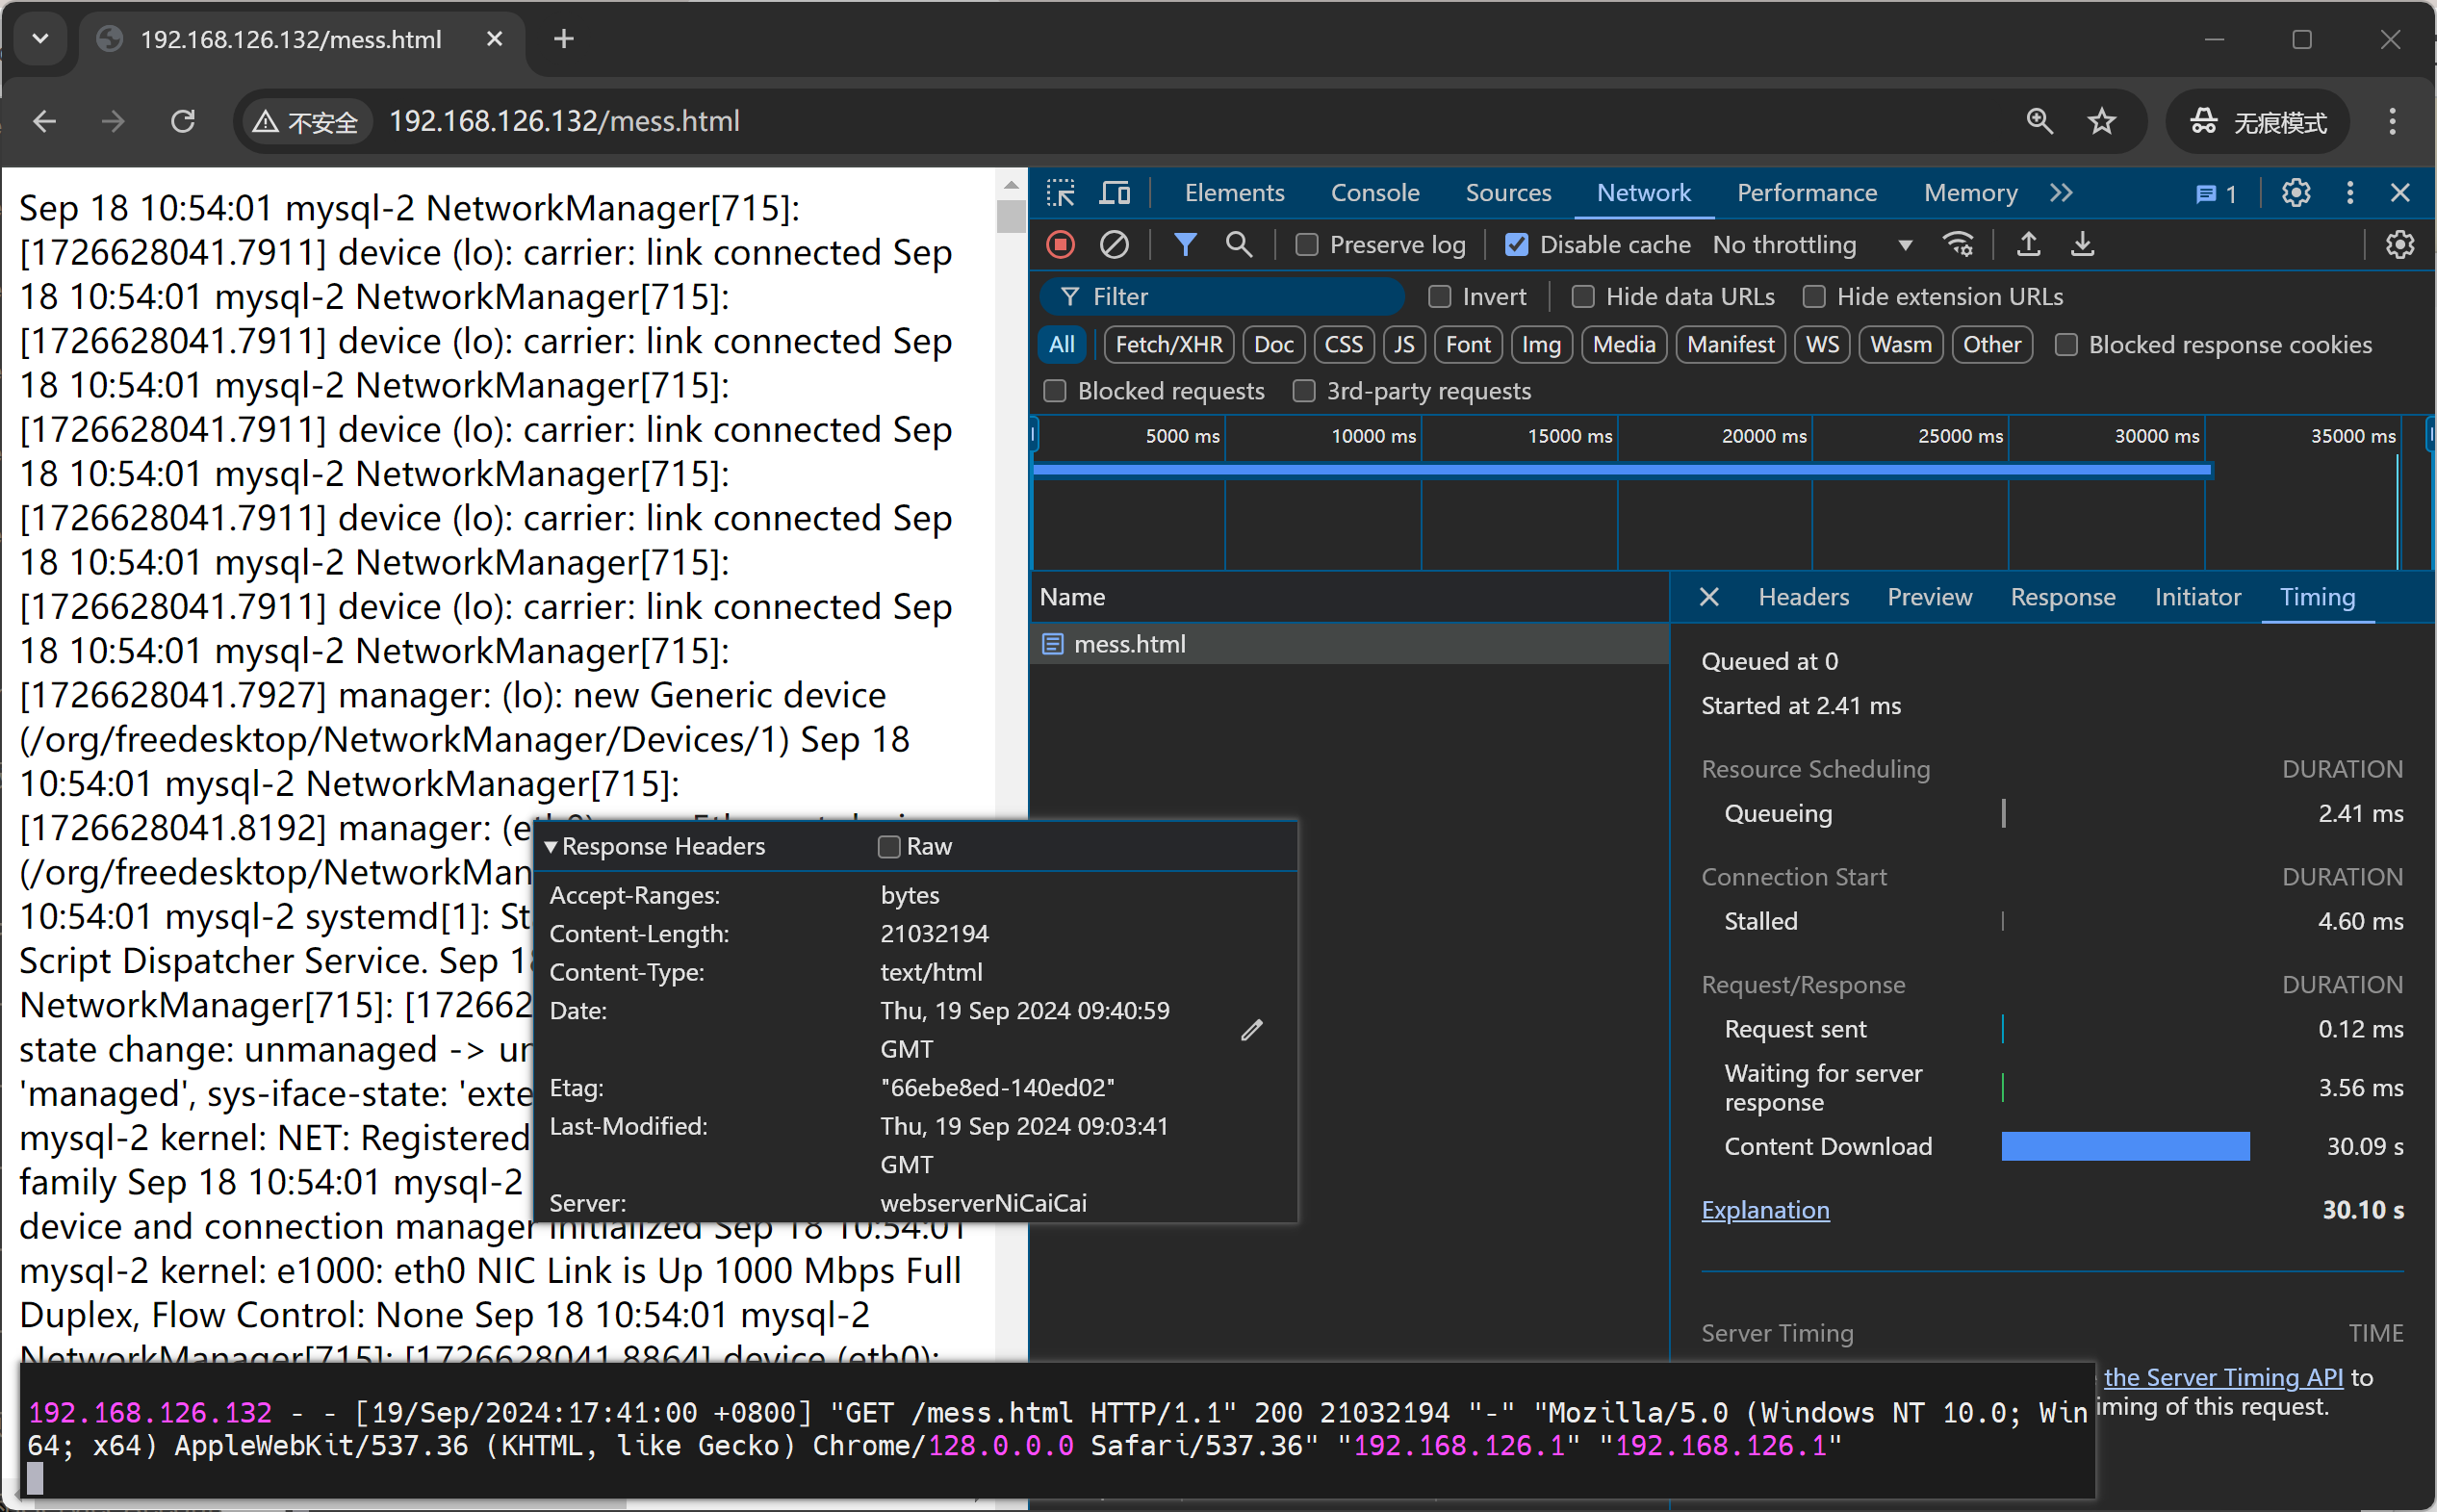 192.168.126.132/mess.html
不安全
192.168.126.132/mess.html
无痕模式
Sep 18 10:54:01 mysql-2 NetworkManager[715]:
[1726628041.7911] device (lo): carrier: link connected Sep
18 10:54:01 mysql-2 NetworkManager[715]:
[1726628041.7911] device (lo): carrier: link connected Sep
18 10:54:01 mysql-2 NetworkManager[715]:
[1726628041.7911] device (lo): carrier: link connected Sep
18 10:54:01 mysql-2 NetworkManager[715]:
[1726628041.7911] device (lo): carrier: link connected Sep
18 10:54:01 mysql-2 NetworkManager[715]:
[1726628041.7911] device (lo): carrier: link connected Sep
18 10:54:01 mysql-2 NetworkManager[715]:
[1726628041.7927] manager: (lo): new Generic device
(/org/freedesktop/NetworkManager/Devices/1) Sep 18
10:54:01 mysql-2 NetworkManager[715]:
[1726628041.8192] manager:
(/org/freedesktop/NetworkMan
10:54:01 mysql-2 systemd[1]: St
Script Dispatcher Service. Sep 18
NetworkManager[715]: [172662
state change: unmanaged -> un
'managed', sys-iface-state: 'exte
mysql-2 kernel: NET: Registered
family Sep 18 10:54:01 mysql-2
device and connection manager initialized Sep 18 10:54:01
mysql-2 kernel: e1000: eth0 NIC Link is Up 1000 Mbps Full
Duplex, Flow Control: None Sep 18 10:54:01 mysql-2
NetworkManager[715]: [1726628041.8864] device (eth0):
Response Headers Raw
Accept-Ranges: bytes
Content-Length: 21032194
Content-Type: text/html
Date: Thu, 19 Sep 2024 09:40:59
GMT
Etag: "66ebe8ed-140ed02"
Last-Modified: Thu, 19 Sep 2024 09:03:41
GMT
Server: webserverNiCaiCai
Elements Console Sources Network Performance Memory 1
Preserve log Disable cache No throttling
Filter Invert Hide data URLs Hide extension URLs
All Fetch/XHR Doc CSS JS Font Img Media Manifest WS Wasm Other Blocked response cookies
Blocked requests 3rd-party requests
5000 ms 10000 ms 15000 ms 20000 ms 25000 ms 30000 ms 35000 ms
Name
mess.html
Headers Preview Response Initiator Timing
Queued at 0
Started at 2.41 ms
Resource Scheduling DURATION
Queueing 2.41 ms
Connection Start DURATION
Stalled 4.60 ms
Request/Response DURATION
Request sent 0.12 ms
Waiting for server
response 3.56 ms
Content Download 30.09 s
Explanation 30.10 s
Server Timing TIME
the Server Timing API to
iming of this request.
192.168.126.132 - - [19/Sep/2024:17:41:00 +0800] "GET /mess.html HTTP/1.1" 200 21032194 "-" "Mozilla/5.0 (Windows NT 10.0; Win
64; x64) AppleWebKit/537.36 (KHTML, like Gecko) Chrome/128.0.0.0 Safari/537.36" "192.168.126.1" "192.168.126.1"